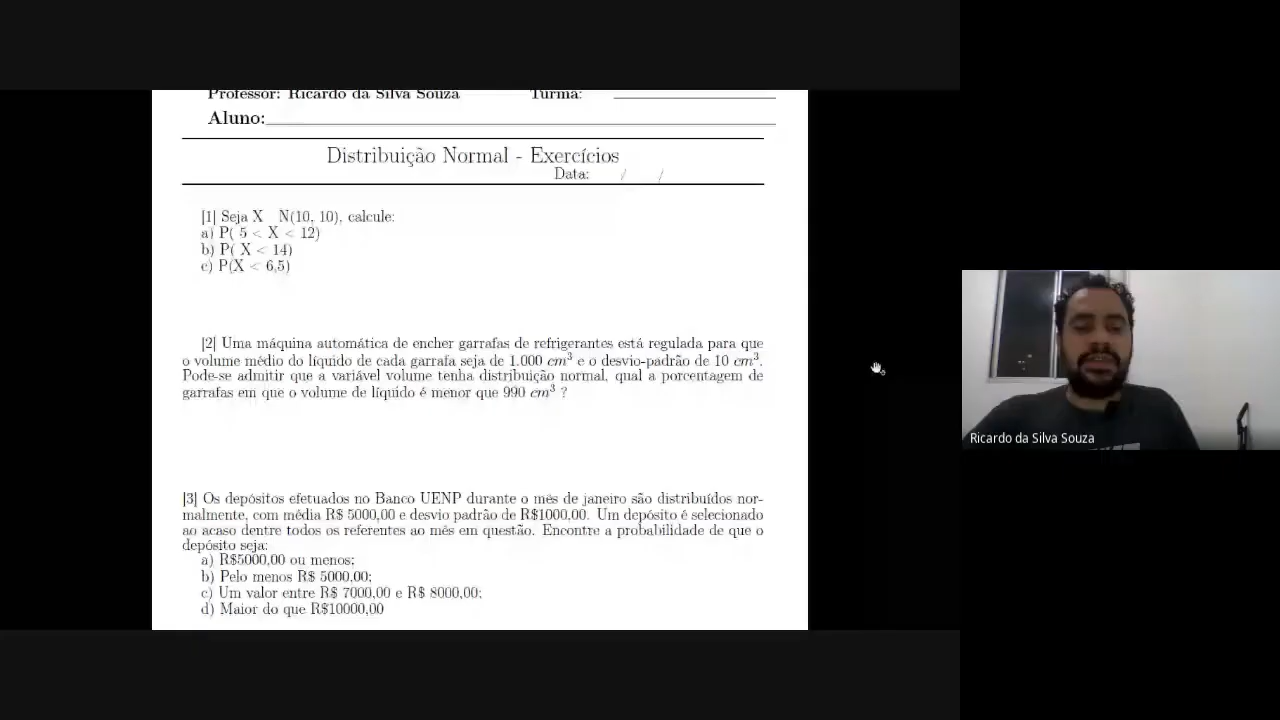 Professor: Ricardo da Silva Souza Turma:
Aluno:
Distribuição Normal - Exercícios
Data: / /
[1] Seja X N(10, 10), calcule:
a) P( 5 < X < 12)
b) P( X < 14)
c) P(X < 6,5)
[2] Uma máquina automática de encher garrafas de refrigerantes está regulada para que
o volume médio do líquido de cada garrafa seja de 1.000 cm³ e o desvio-padrão de 10 cm³.
Pode-se admitir que a variável volume tenha distribuição normal, qual a porcentagem de
garrafas em que o volume de líquido é menor que 990 cm³ ?
[3] Os depósitos efetuados no Banco UENP durante o mês de janeiro são distribuídos nor-
malmente, com média R$ 5000,00 e desvio padrão de R$1000,00. Um depósito é selecionado
ao acaso dentre todos os referentes ao mês em questão. Encontre a probabilidade de que o
depósito seja:
a) R$5000,00 ou menos;
b) Pelo menos R$ 5000,00;
c) Um valor entre R$ 7000,00 e R$ 8000,00;
d) Maior do que R$10000,00
Ricardo da Silva Souza